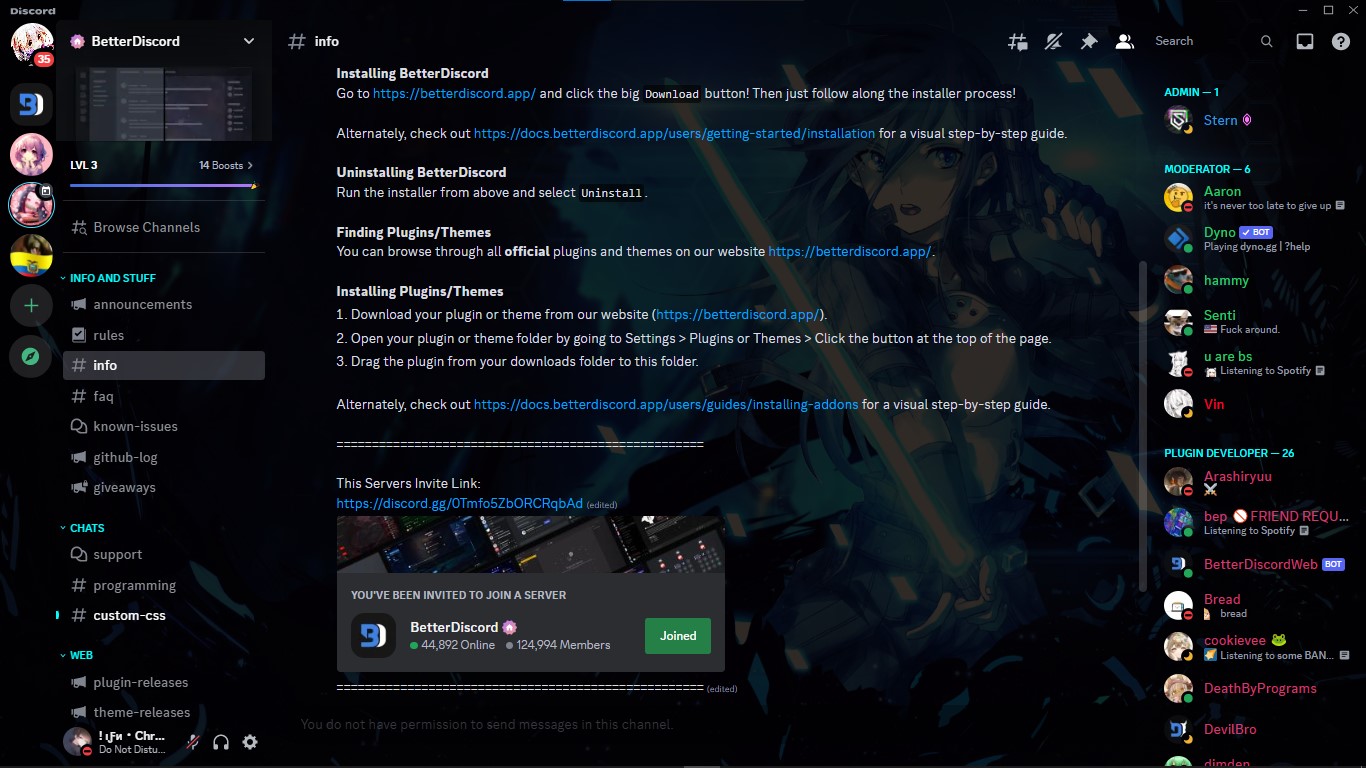 Discord
35
BetterDiscord
LVL 3
14 Boosts
Browse Channels
INFO AND STUFF
announcements
rules
info
faq
known-issues
github-log
giveaways
CHATS
support
programming
custom-css
WEB
plugin-releases
theme-releases
Do Not Distu...
info
Search
Installing BetterDiscord
Go to https://betterdiscord.app/ and click the big Download button! Then just follow along the installer process!
Alternately, check out https://docs.betterdiscord.app/users/getting-started/installation for a visual step-by-step guide.
Uninstalling BetterDiscord
Run the installer from above and select Uninstall.
Finding Plugins/Themes
You can browse through all official plugins and themes on our website https://betterdiscord.app/.
Installing Plugins/Themes
1. Download your plugin or theme from our website (https://betterdiscord.app/).
2. Open your plugin or theme folder by going to Settings > Plugins or Themes > Click the button at the top of the page.
3. Drag the plugin from your downloads folder to this folder.
Alternately, check out https://docs.betterdiscord.app/users/guides/installing-addons for a visual step-by-step guide.
====================================================
This Servers Invite Link:
https://discord.gg/0Tmfo5ZbORCRqbAd (edited)
YOU'VE BEEN INVITED TO JOIN A SERVER
BetterDiscord
44,892 Online
124,994 Members
Joined
==================================================== (edited)
You do not have permission to send messages in this channel.
ADMIN — 1
Stern
MODERATOR — 6
Aaron
it's never too late to give up
Dyno BOT
Playing dyno.gg | ?help
hammy
Senti
Fuck around.
u are bs
Listening to Spotify
Vin
PLUGIN DEVELOPER — 26
Arashiryuu
bep FRIEND REQU...
Listening to Spotify
BetterDiscordWeb BOT
Bread
bread
cookievee
Listening to some BAN...
DeathByPrograms
DevilBro
dimden